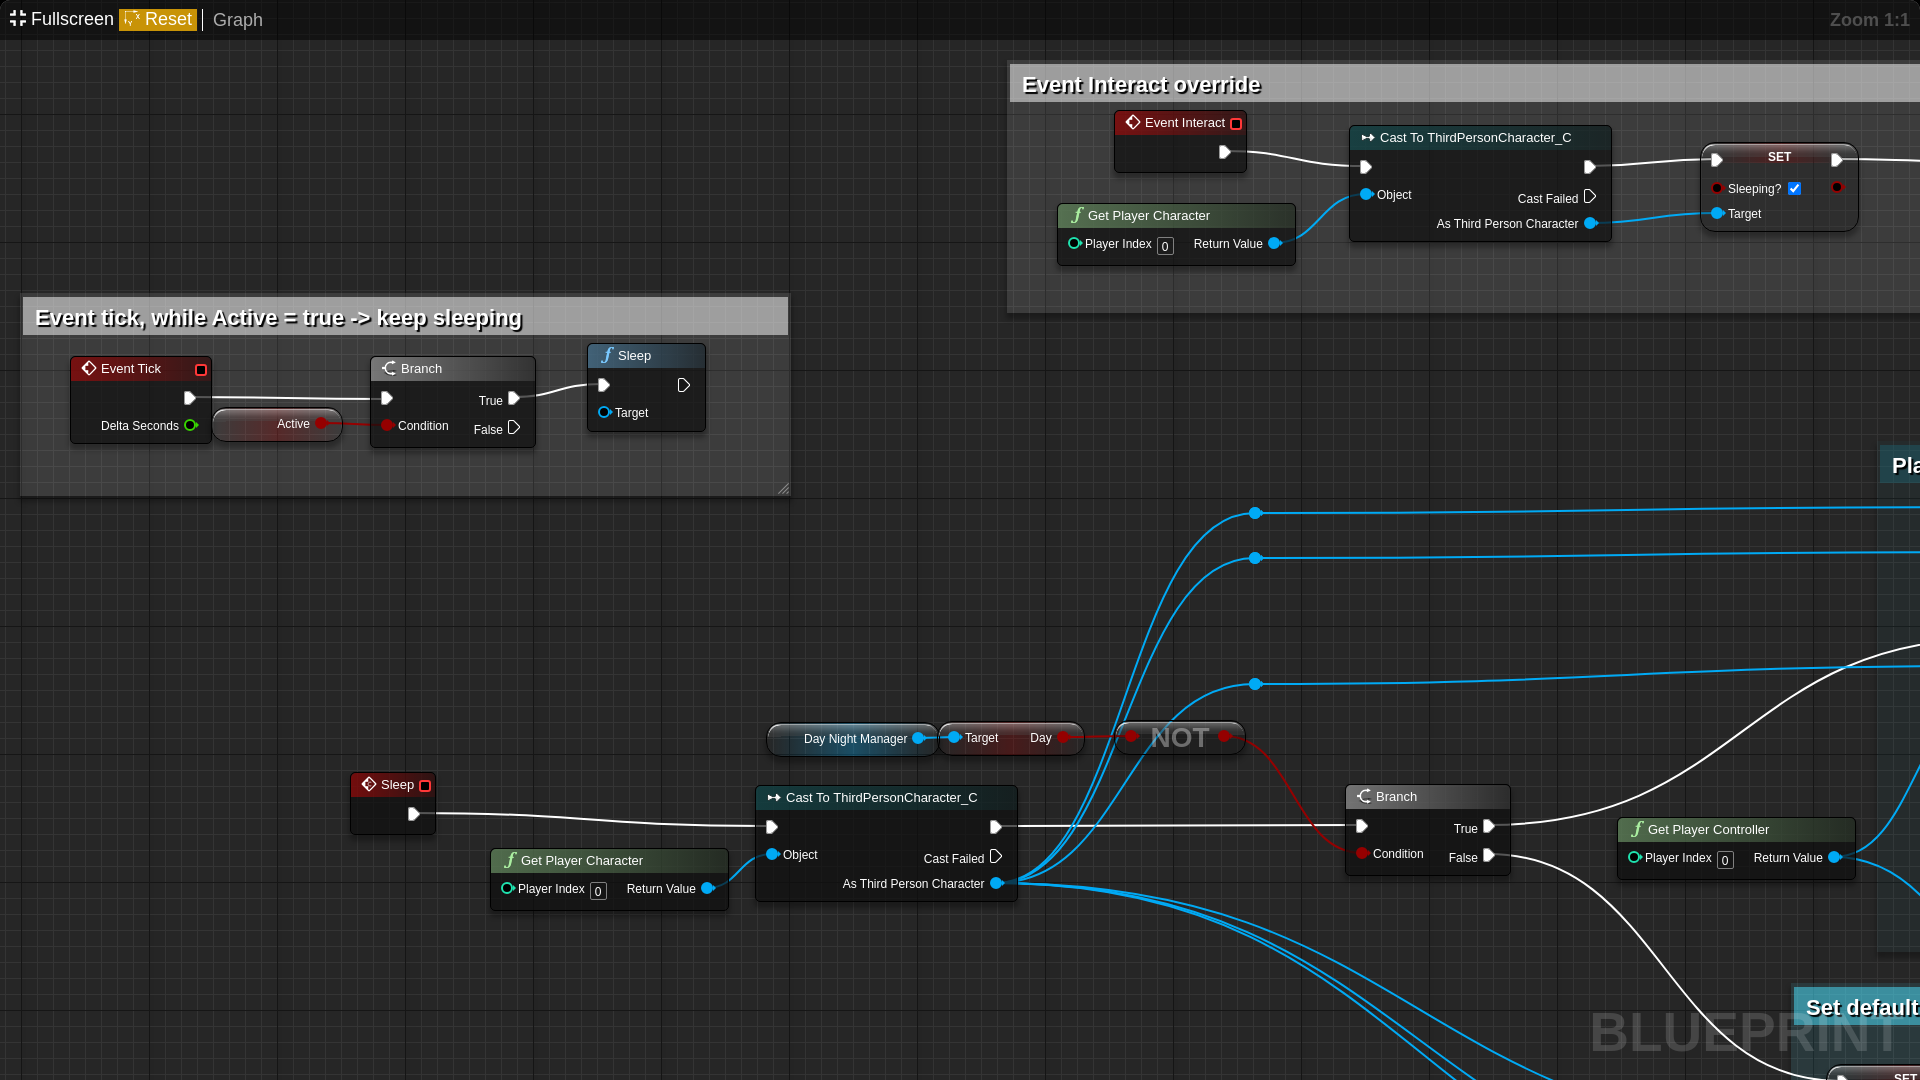 Fullscreen Reset Graph
Zoom 1:1
Event Interact override
Event Interact
Cast To ThirdPersonCharacter_C
Object
Cast Failed
As Third Person Character
SET
Sleeping?
Target
Get Player Character
Player Index 0 Return Value
Event tick, while Active = true -> keep sleeping
Event Tick
Delta Seconds
Active
Branch
True
Condition
False
Sleep
Target
Pla
Day Night Manager
Target Day
NOT
Sleep
Cast To ThirdPersonCharacter_C
Object
Cast Failed
As Third Person Character
Get Player Character
Player Index 0 Return Value
Branch
True
Condition
False
Get Player Controller
Player Index 0 Return Value
Set default
BLUEPRINT
SET